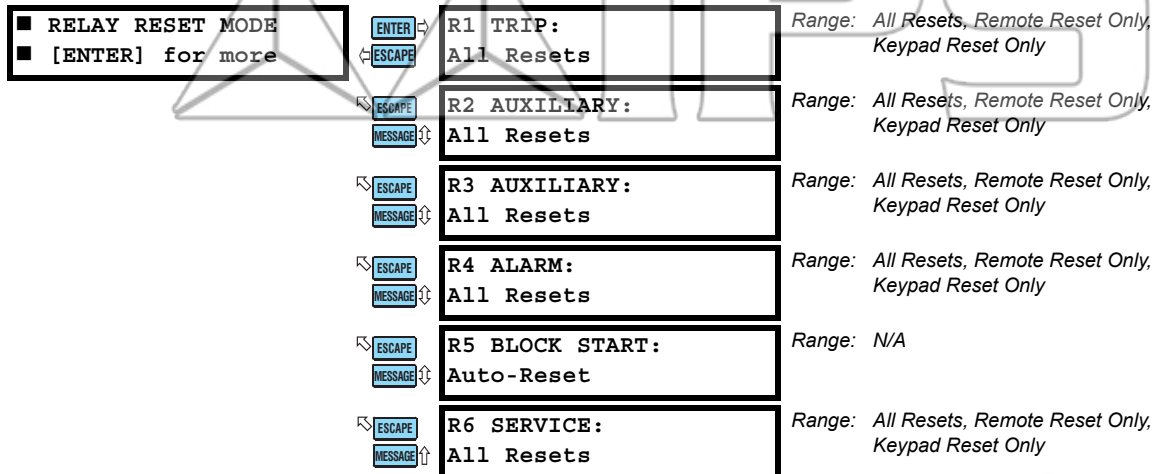 ■ RELAY RESET MODE
■ [ENTER] for more
ENTER
ESCAPE
R1 TRIP:
All Resets
Range: All Resets, Remote Reset Only,
Keypad Reset Only
ESCAPE
MESSAGE
R2 AUXILIARY:
All Resets
Range: All Resets, Remote Reset Only,
Keypad Reset Only
ESCAPE
MESSAGE
R3 AUXILIARY:
All Resets
Range: All Resets, Remote Reset Only,
Keypad Reset Only
ESCAPE
MESSAGE
R4 ALARM:
All Resets
Range: All Resets, Remote Reset Only,
Keypad Reset Only
ESCAPE
MESSAGE
R5 BLOCK START:
Auto-Reset
Range: N/A
ESCAPE
MESSAGE
R6 SERVICE:
All Resets
Range: All Resets, Remote Reset Only,
Keypad Reset Only